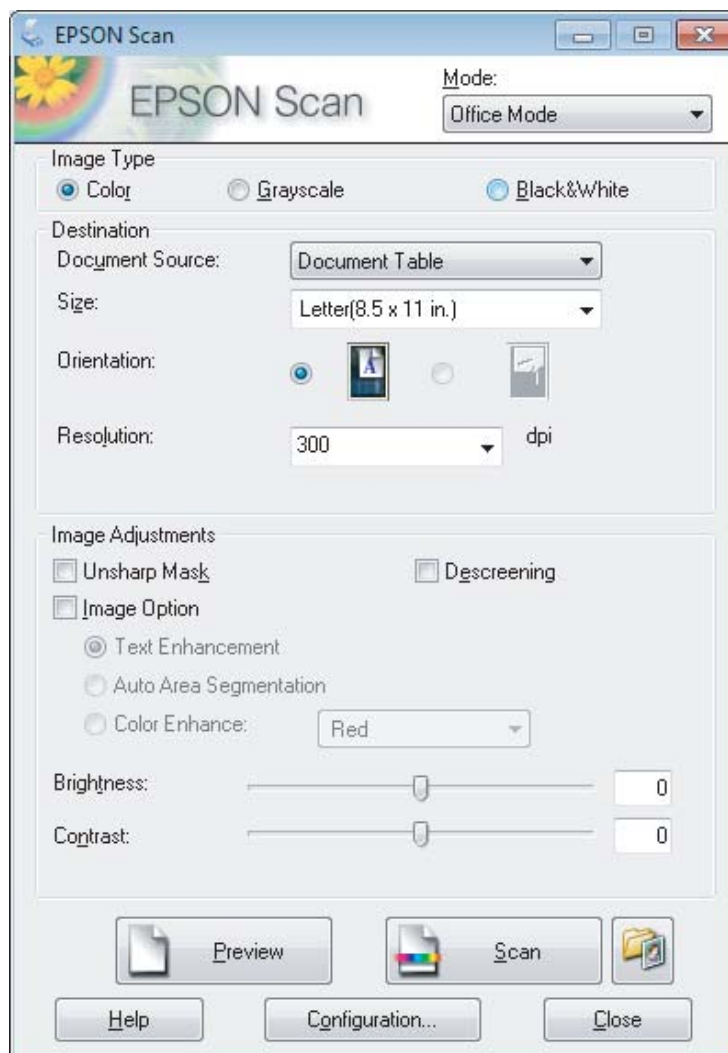 EPSON Scan
EPSON Scan
Mode:
Office Mode
Image Type
Color Grayscale Black&White
Destination
Document Source: Document Table
Size: Letter(8.5 x 11 in.)
Orientation: A
Resolution: 300 dpi
Image Adjustments
Unsharp Mask Descreening
Image Option
Text Enhancement
Auto Area Segmentation
Color Enhance: Red
Brightness: 0
Contrast: 0
Preview Scan
Help Configuration... Close